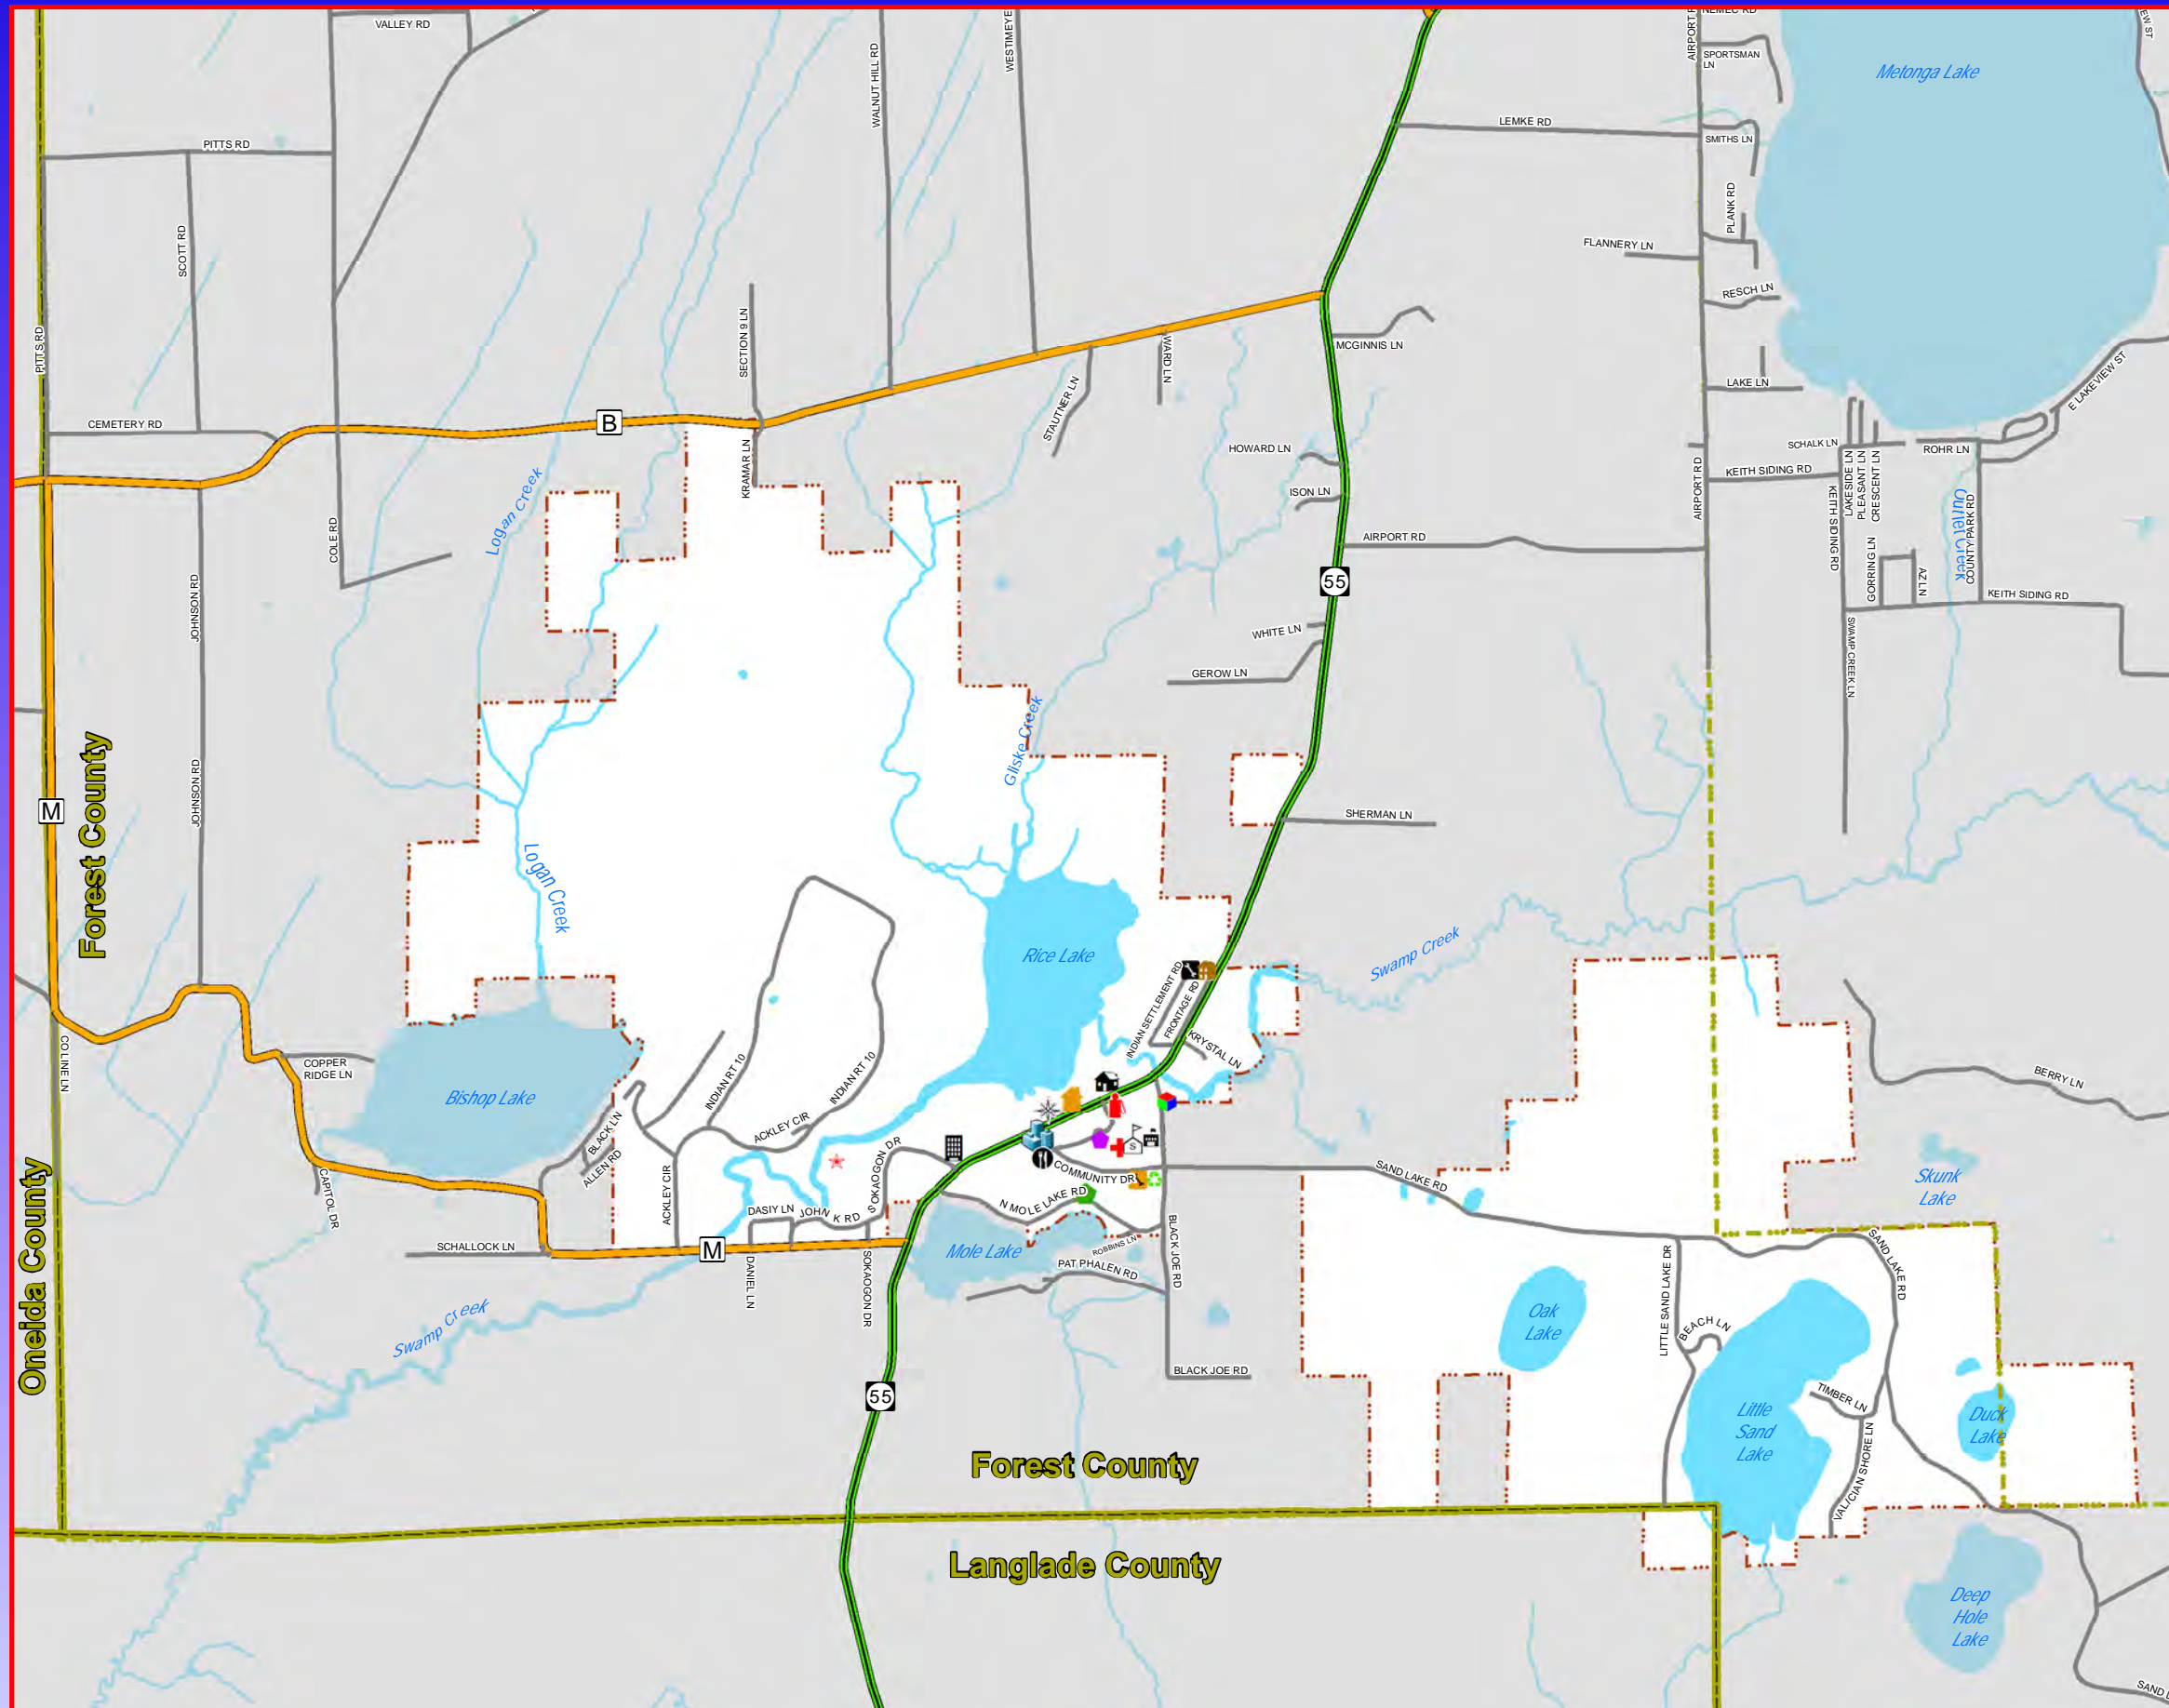 VALLEY RD
WALNUT HILL RD
WESTIMEYE
AIRPORT R
NEMEC RD
SPORTSMAN
LN
EW ST
Metonga Lake
PITTS RD
LEMKE RD
SMITHS LN
SCOTT RD
PLANK RD
FLANNERY LN
RESCH LN
PITTS RD
SECTION 9 LN
WARD LN
MCGINNIS LN
STAUTNER LN
LAKE LN
E LAKEVIEW ST
CEMETERY RD
B
KRAMAR LN
HOWARD LN
SCHALK LN
ROHR LN
KEITH SIDING RD
ISON LN
AIRPORT RD
LAKESIDE LN
PLEASANT LN
CRESCENT LN
KEITH SIDING RD
Outlet Creek
COUNTY PARK RD
Logan Creek
COLE RD
AIRPORT RD
55
GORRING LN
AZ LN
KEITH SIDING RD
JOHNSON RD
WHITE LN
GEROW LN
SWAMP CREEK LN
Gliske Creek
JOHNSON RD
M
Forest County
SHERMAN LN
Logan Creek
Rice Lake
Swamp Creek
INDIAN SETTLEMENT RD
FRONTAGE RD
KRYSTAL LN
COLINE LN
COPPER
RIDGE LN
Bishop Lake
INDIAN RT 10
INDIAN RT 10
BERRY LN
BLACK LN
ALLEN RD
ACKLEY CIR
ACKLEY CIR
SOKAOGON DR
S
COMMUNITY DR
SAND LAKE RD
Skunk
Lake
CAPITOL DR
N MOLE LAKE RD
DASIY LN
JOHN K RD
SCHALLOCK LN
M
Mole Lake
ROBBINS LN
PAT PHALEN RD
BLACK JOE RD
DANIEL LN
SOKAOGON DR
LITTLE SAND LAKE DR
SAND LAKE RD
BEACH LN
Oak
Lake
Swamp Creek
Oneida County
BLACK JOE RD
55
TIMBER LN
Little
Sand
Lake
Duck
Lake
Forest County
Langlade County
Deep
Hole
Lake